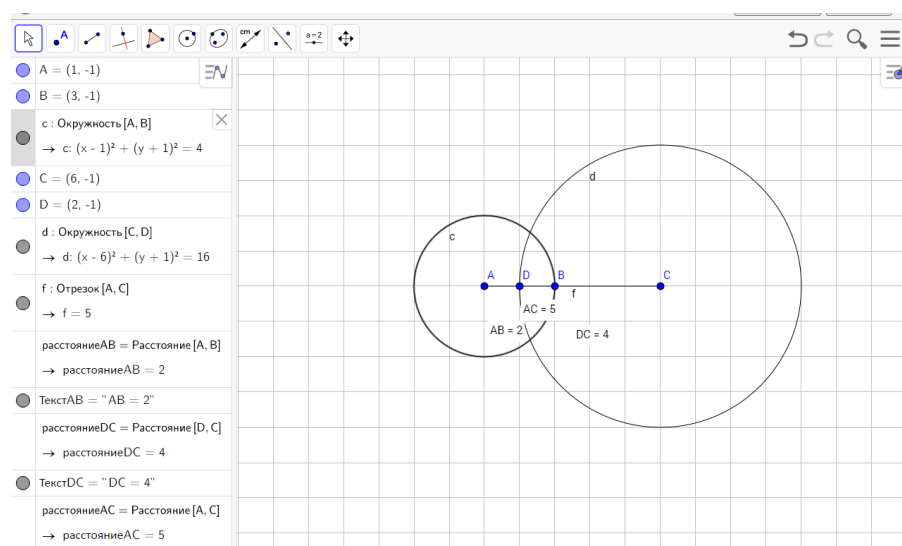 A
cm
a=2
A = (1, -1)
B = (3, -1)
c : Окружность[A, B]
→ c: (x - 1)² + (y + 1)² = 4
C = (6, -1)
D = (2, -1)
d : Окружность[C, D]
→ d: (x - 6)² + (y + 1)² = 16
f : Отрезок[A, C]
→ f = 5
расстояниеAB = Расстояние[A, B]
→ расстояниеAB = 2
ТекстAB = "AB = 2"
расстояниеDC = Расстояние[D, C]
→ расстояниеDC = 4
ТекстDC = "DC = 4"
расстояниеAC = Расстояние[A, C]
→ расстояниеAC = 5
d
c
A D B C
f
AC = 5
AB = 2
DC = 4